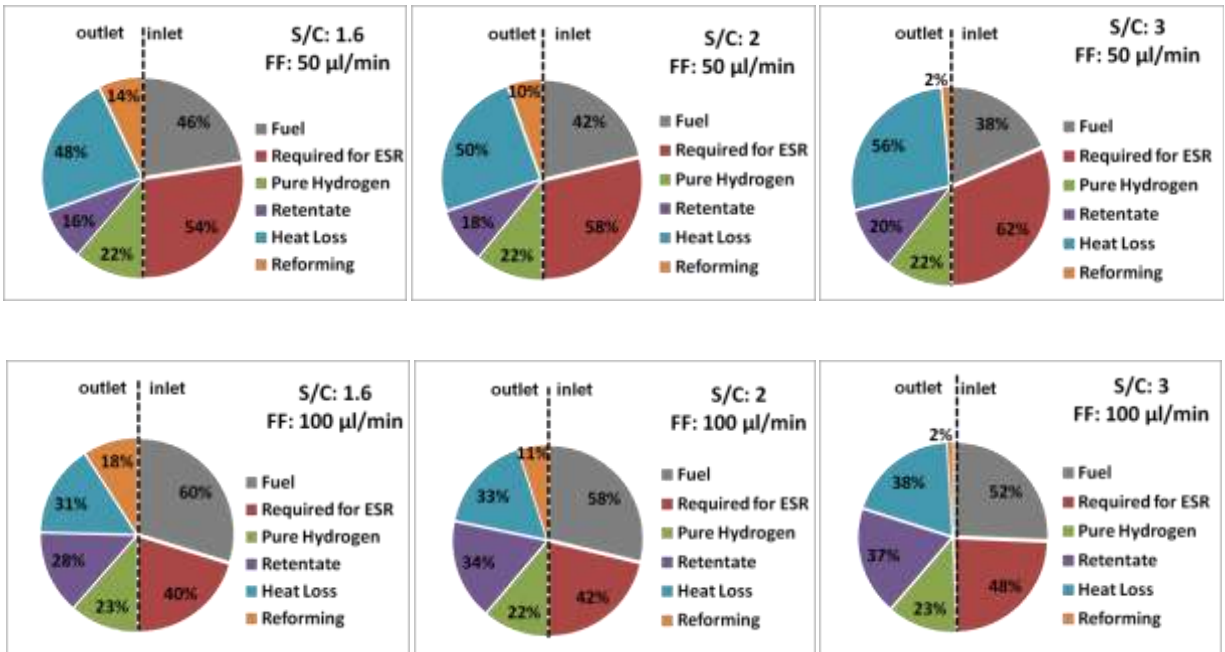 outlet inlet
S/C: 1.6
FF: 50 µl/min
14%
46%
48%
16%
22%
54%
Fuel
Required for ESR
Pure Hydrogen
Retentate
Heat Loss
Reforming
outlet inlet
S/C: 2
FF: 50 µl/min
10%
42%
50%
18%
22%
58%
Fuel
Required for ESR
Pure Hydrogen
Retentate
Heat Loss
Reforming
outlet inlet
S/C: 3
FF: 50 µl/min
2%
38%
56%
20%
22%
62%
Fuel
Required for ESR
Pure Hydrogen
Retentate
Heat Loss
Reforming
outlet inlet
S/C: 1.6
FF: 100 µl/min
18%
60%
31%
28%
23%
40%
Fuel
Required for ESR
Pure Hydrogen
Retentate
Heat Loss
Reforming
outlet inlet
S/C: 2
FF: 100 µl/min
11%
58%
33%
34%
22%
42%
Fuel
Required for ESR
Pure Hydrogen
Retentate
Heat Loss
Reforming
outlet inlet
S/C: 3
FF: 100 µl/min
2%
52%
38%
37%
23%
48%
Fuel
Required for ESR
Pure Hydrogen
Retentate
Heat Loss
Reforming